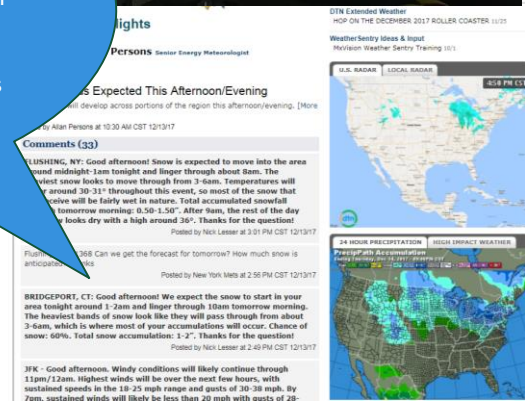 lights
Persons Senior Energy Meteorologist
s Expected This Afternoon/Evening
will develop across portions of the region this afternoon/evening. [More
by Allan Persons at 10:30 AM CST 12/13/17
Comments (33)
FLUSHING, NY: Good afternoon! Snow is expected to move into the area
around midnight-1am tonight and linger through about 8am. The
heaviest snow looks to move through from 3-6am. Temperatures will
around 30-31° throughout this event, so most of the snow that
receive will be fairly wet in nature. Total accumulated snowfall
tomorrow morning: 0.50-1.50". After 9am, the rest of the day
looks dry with a high around 36°. Thanks for the question!
Posted by Nick Lesser at 3:01 PM CST 12/13/17
368 Can we get the forecast for tomorrow? How much snow is
anticipated
Posted by New York Mets at 2:56 PM CST 12/13/17
BRIDGEPORT, CT: Good afternoon! We expect the snow to start in your
area tonight around 1-2am and linger through 10am tomorrow morning.
The heaviest bands of snow look like they will pass through from about
3-6am, which is where most of your accumulations will occur. Chance of
snow: 60%. Total snow accumulation: 1-2". Thanks for the question!
Posted by Nick Lesser at 2:49 PM CST 12/13/17
JFK - Good afternoon. Windy conditions will likely continue through
11pm/12am. Highest winds will be over the next few hours, with
sustained speeds in the 18-25 mph range and gusts of 30-38 mph. By
7pm, sustained winds will likely be less than 20 mph with gusts of 28-
DTN Extended Weather
HOP ON THE DECEMBER 2017 ROLLER COASTER 11/25
WeatherSentry Ideas & Input
MxVision Weather Sentry Training 10/1
U.S. RADAR LOCAL RADAR
4:58 PM CST
dtn
24 HOUR PRECIPITATION HIGH IMPACT WEATHER
PrecipPath Accumulation